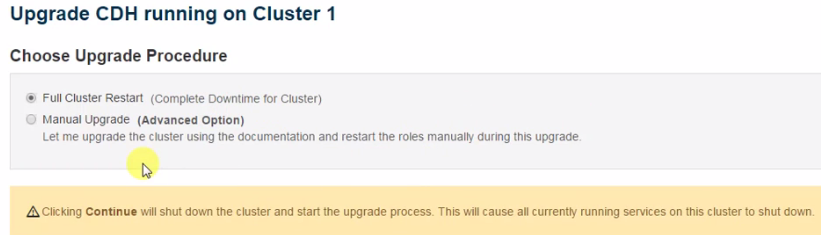 Upgrade CDH running on Cluster 1
Choose Upgrade Procedure
Full Cluster Restart (Complete Downtime for Cluster)
Manual Upgrade (Advanced Option)
Let me upgrade the cluster using the documentation and restart the roles manually during this upgrade.
Clicking Continue will shut down the cluster and start the upgrade process. This will cause all currently running services on this cluster to shut down.